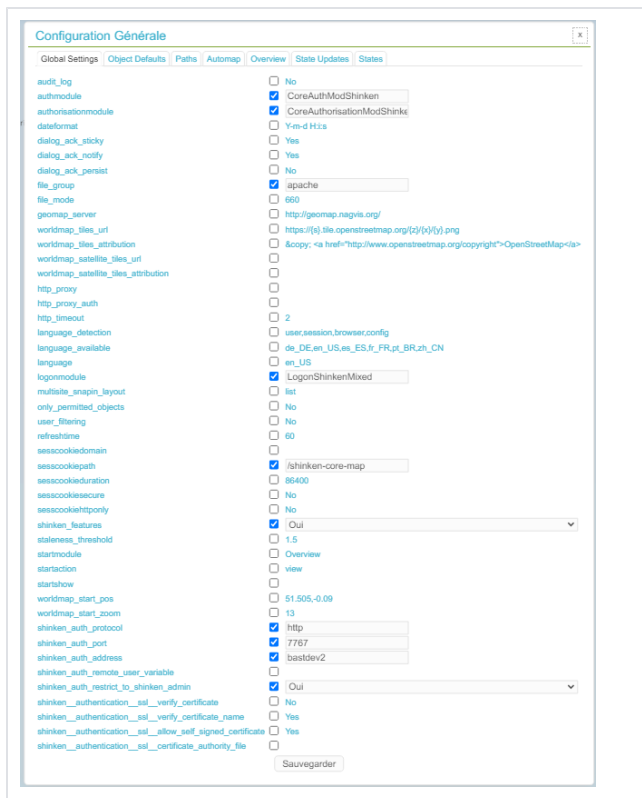 Configuration Générale
x
Global Settings Object Defaults Paths Automap Overview State Updates States
audit_log No
authmodule CoreAuthModShinken
authorisationmodule CoreAuthorisationModShinke
dateformat Y-m-d H:i:s
dialog_ack_sticky Yes
dialog_ack_notify Yes
dialog_ack_persist No
file_group apache
file_mode 660
geomap_server http://geomap.nagvis.org/
worldmap_tiles_url https://{s}.tile.openstreetmap.org/{z}/{x}/{y}.png
worldmap_tiles_attribution &copy; <a href="http://www.openstreetmap.org/copyright">OpenStreetMap</a>
worldmap_satellite_tiles_url
worldmap_satellite_tiles_attribution
http_proxy
http_proxy_auth
http_timeout 2
language_detection user,session,browser,config
language_available de_DE,en_US,es_ES,fr_FR,pt_BR,zh_CN
language en_US
logonmodule LogonShinkenMixed
multisite_snapin_layout list
only_permitted_objects No
user_filtering No
refreshtime 60
sesscookiedomain
sesscookiepath /shinken-core-map
sesscookieduration 86400
sesscookiesecure No
sesscookiehttponly No
shinken_features Oui
staleness_threshold 1.5
startmodule Overview
startaction view
startshow
worldmap_start_pos 51.505,-0.09
worldmap_start_zoom 13
shinken_auth_protocol http
shinken_auth_port 7767
shinken_auth_address bastdev2
shinken_auth_remote_user_variable
shinken_auth_restrict_to_shinken_admin Oui
shinken__authentication__ssl__verify_certificate No
shinken__authentication__ssl__verify_certificate_name Yes
shinken__authentication__ssl__allow_self_signed_certificate Yes
shinken__authentication__ssl__certificate_authority_file
Sauvegarder